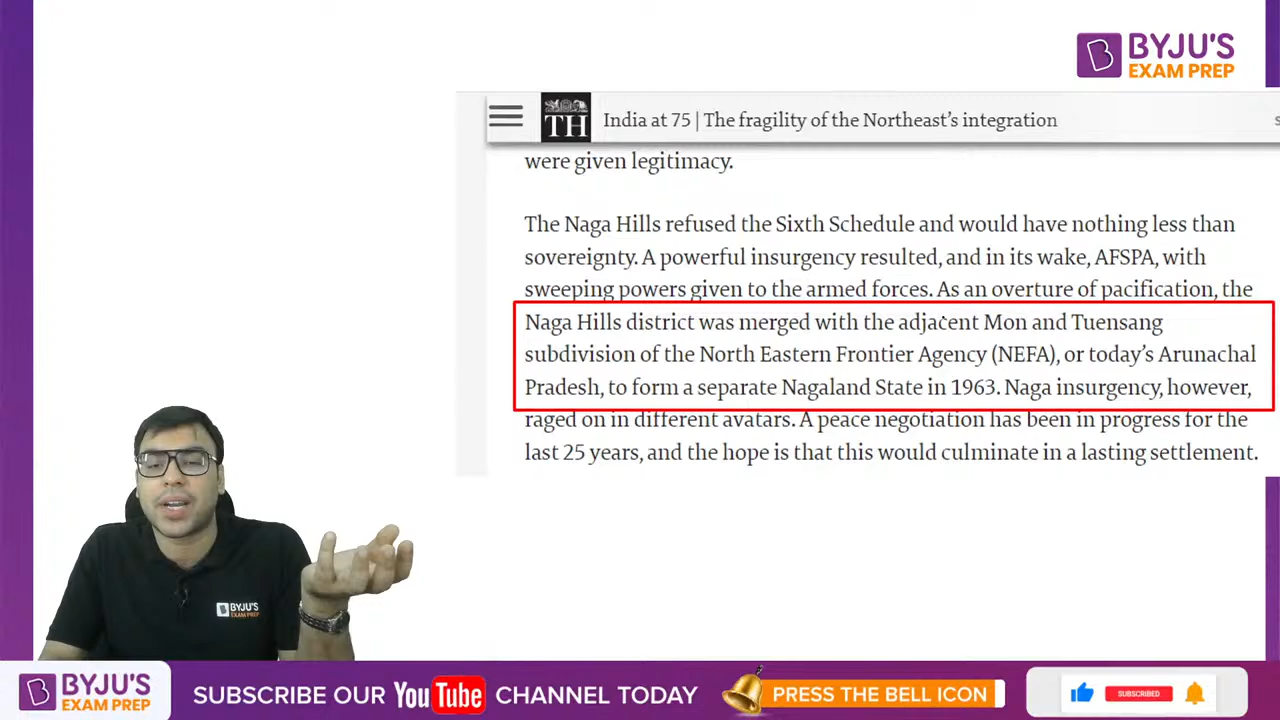 BYJU'S
EXAM PREP
TH
India at 75 | The fragility of the Northeast's integration
S
were given legitimacy.
The Naga Hills refused the Sixth Schedule and would have nothing less than
sovereignty. A powerful insurgency resulted, and in its wake, AFSPA, with
sweeping powers given to the armed forces. As an overture of pacification, the
Naga Hills district was merged with the adjacent Mon and Tuensang
subdivision of the North Eastern Frontier Agency (NEFA), or today's Arunachal
Pradesh, to form a separate Nagaland State in 1963. Naga insurgency, however,
raged on in different avatars. A peace negotiation has been in progress for the
last 25 years, and the hope is that this would culminate in a lasting settlement.
BYJU'S
EXAM PREP
BYJU'S
EXAM PREP
SUBSCRIBE OUR YouTube CHANNEL TODAY
PRESS THE BELL ICON
SUBSCRIBED